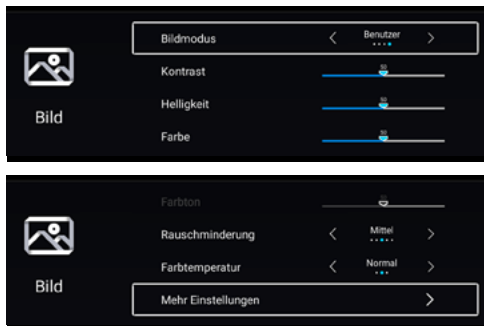 Bildmodus
Benutzer
Kontrast
50
Helligkeit
50
Farbe
50
Bild
Farbton
Rauschminderung
Mittel
Farbtemperatur
Normal
Mehr Einstellungen
Bild